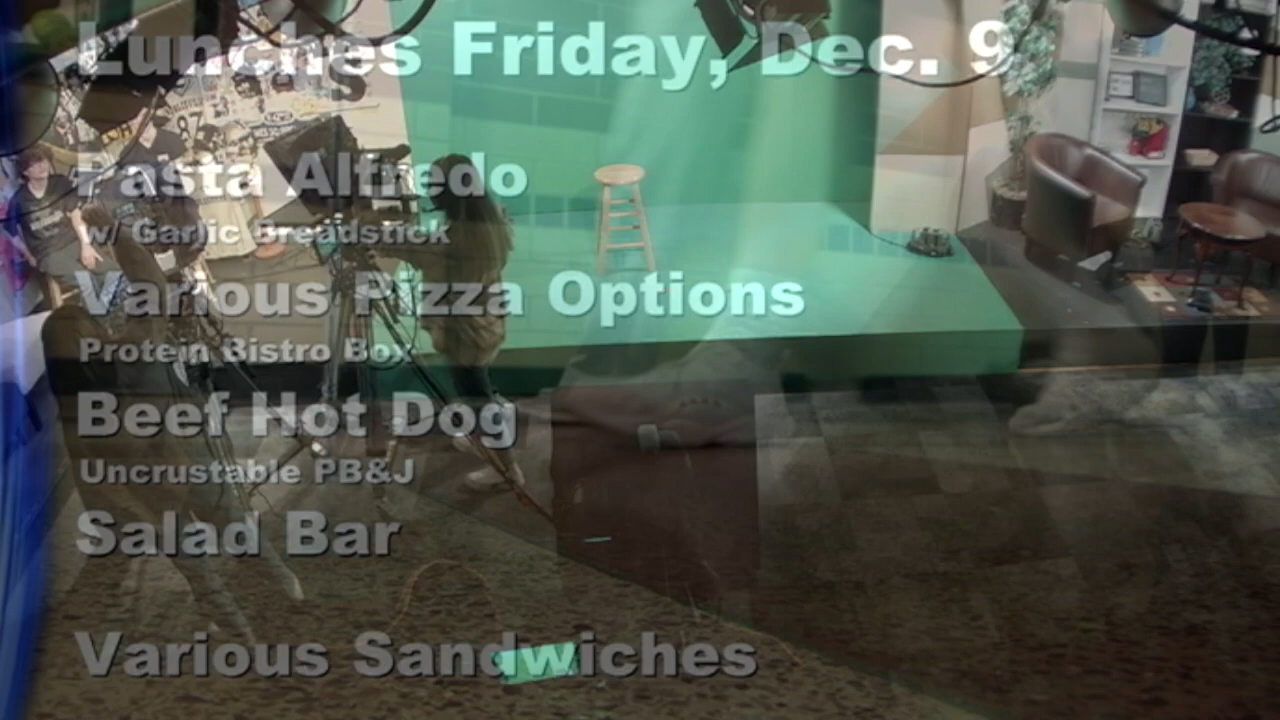 Lunches Friday, Dec. 9
Pasta Alfredo
w/ Garlic Breadstick
Various Pizza Options
Protein Bistro Box
Beef Hot Dog
Uncrustable PB&J
Salad Bar
Various Sandwiches